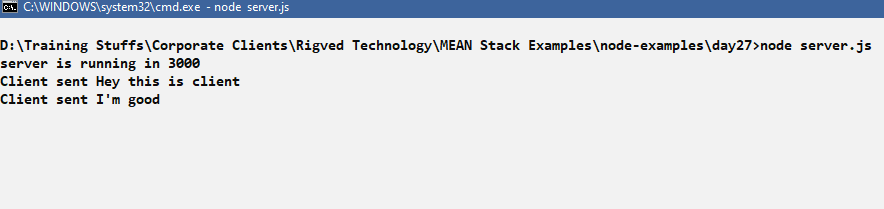 C:\WINDOWS\system32\cmd.exe - node server.js
D:\Training Stuffs\Corporate Clients\Rigved Technology\MEAN Stack Examples\node-examples\day27>node server.js
server is running in 3000
Client sent Hey this is client
Client sent I'm good